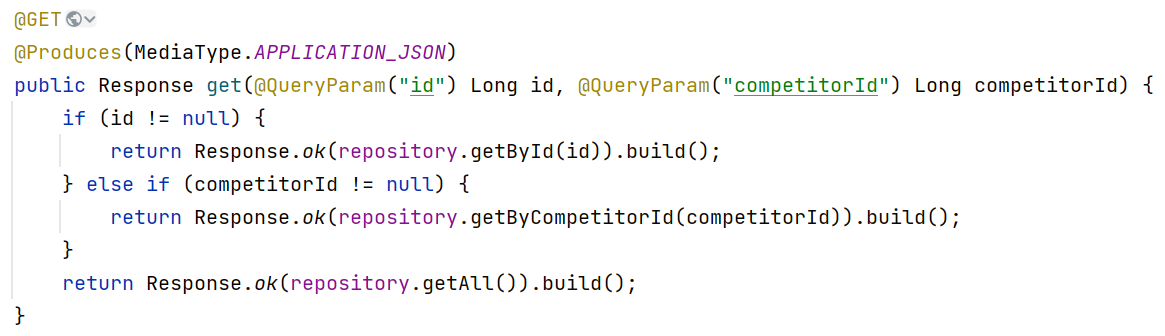 @GET
@Produces(MediaType.APPLICATION_JSON)
public Response get(@QueryParam("id") Long id, @QueryParam("competitorId") Long competitorId) {
    if (id != null) {
        return Response.ok(repository.getById(id)).build();
    } else if (competitorId != null) {
        return Response.ok(repository.getByCompetitorId(competitorId)).build();
    }
    return Response.ok(repository.getAll()).build();
}